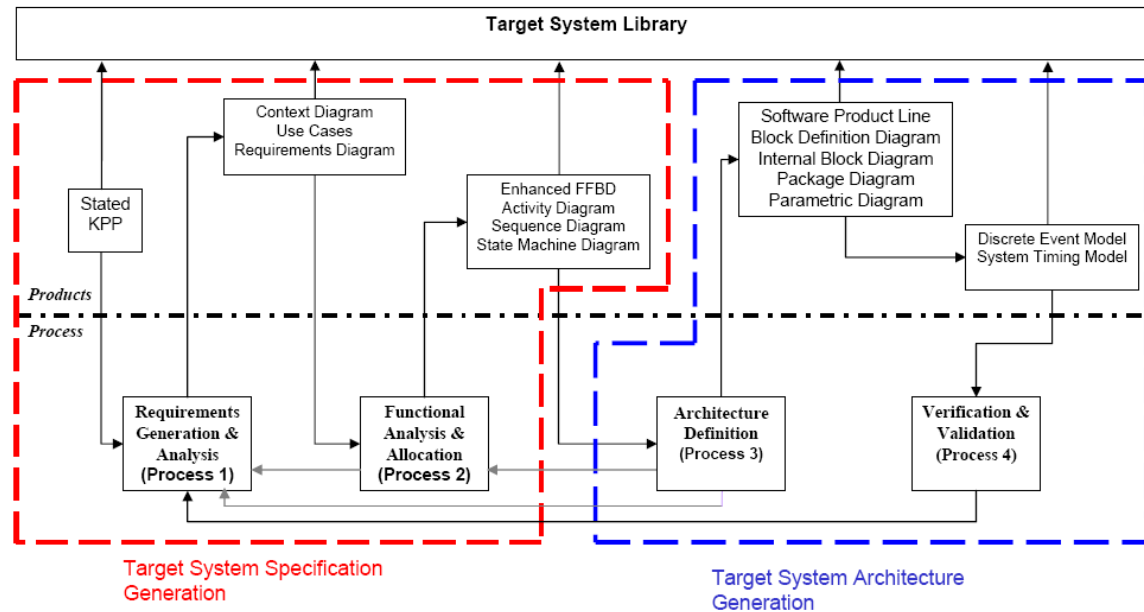 Target System Library
Context Diagram
Use Cases
Requirements Diagram
Stated
KPP
Enhanced FFBD
Activity Diagram
Sequence Diagram
State Machine Diagram
Software Product Line
Block Definition Diagram
Internal Block Diagram
Package Diagram
Parametric Diagram
Discrete Event Model
System Timing Model
Products
Process
Requirements
Generation &
Analysis
(Process 1)
Functional
Analysis &
Allocation
(Process 2)
Architecture
Definition
(Process 3)
Verification &
Validation
(Process 4)
Target System Specification
Generation
Target System Architecture
Generation